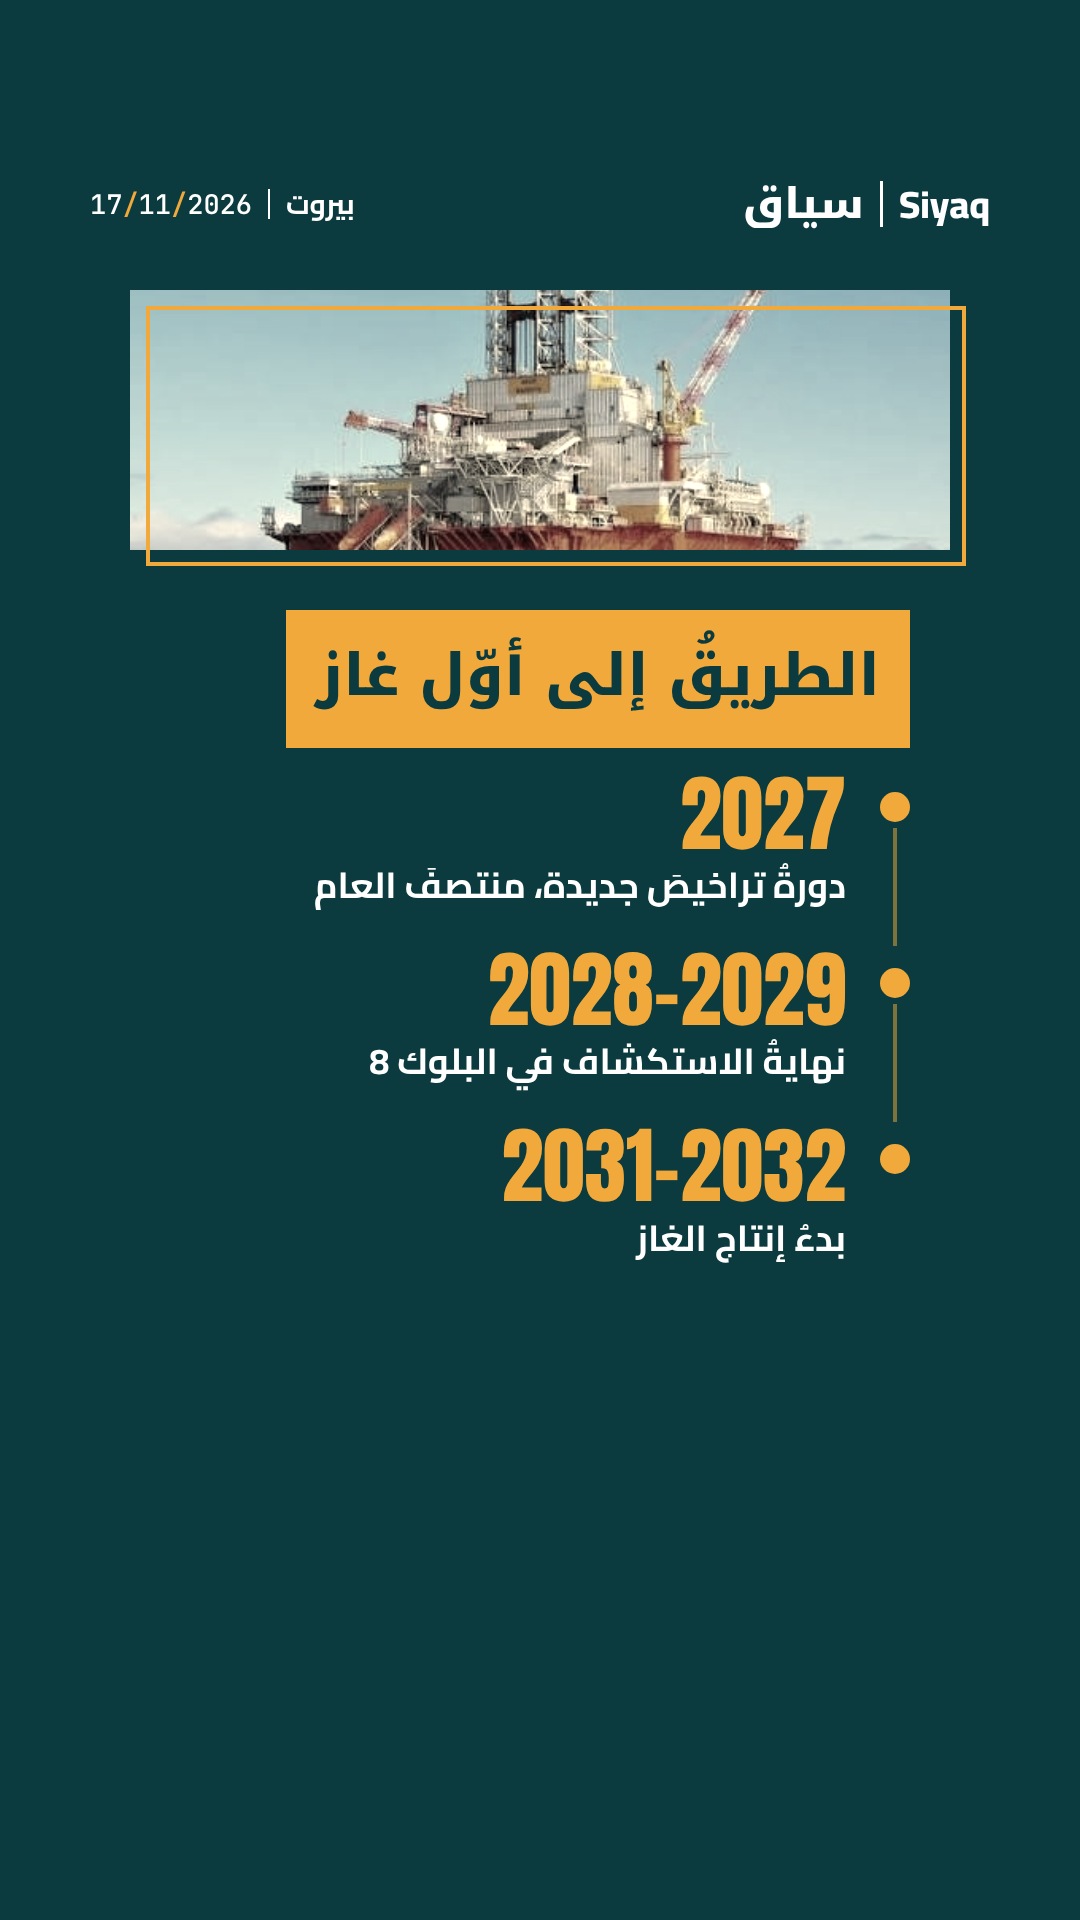 سياق | Siyaq
بيروت | 17/11/2026
الطريقُ إلى أوّل غاز
2027
دورةُ تراخيصَ جديدة، منتصفَ العام
2028-2029
نهايةُ الاستكشاف في البلوك 8
2031-2032
بدءُ إنتاج الغاز